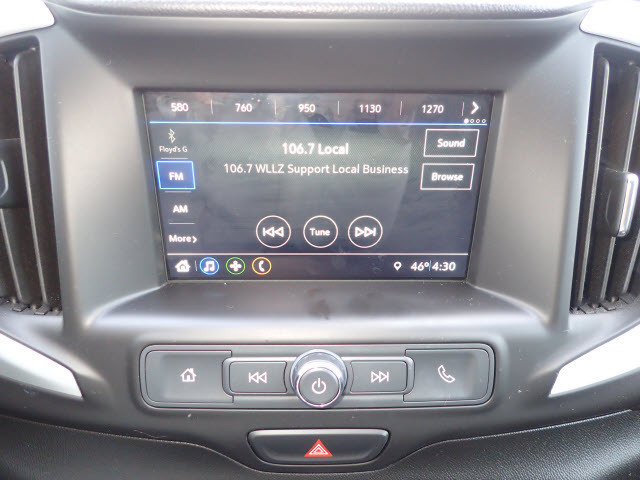 580 760 950 1130 1270
Floyd's G
106.7 Local
Sound
FM
106.7 WLLZ Support Local Business
Browse
AM
Tune
More
46° 4:30